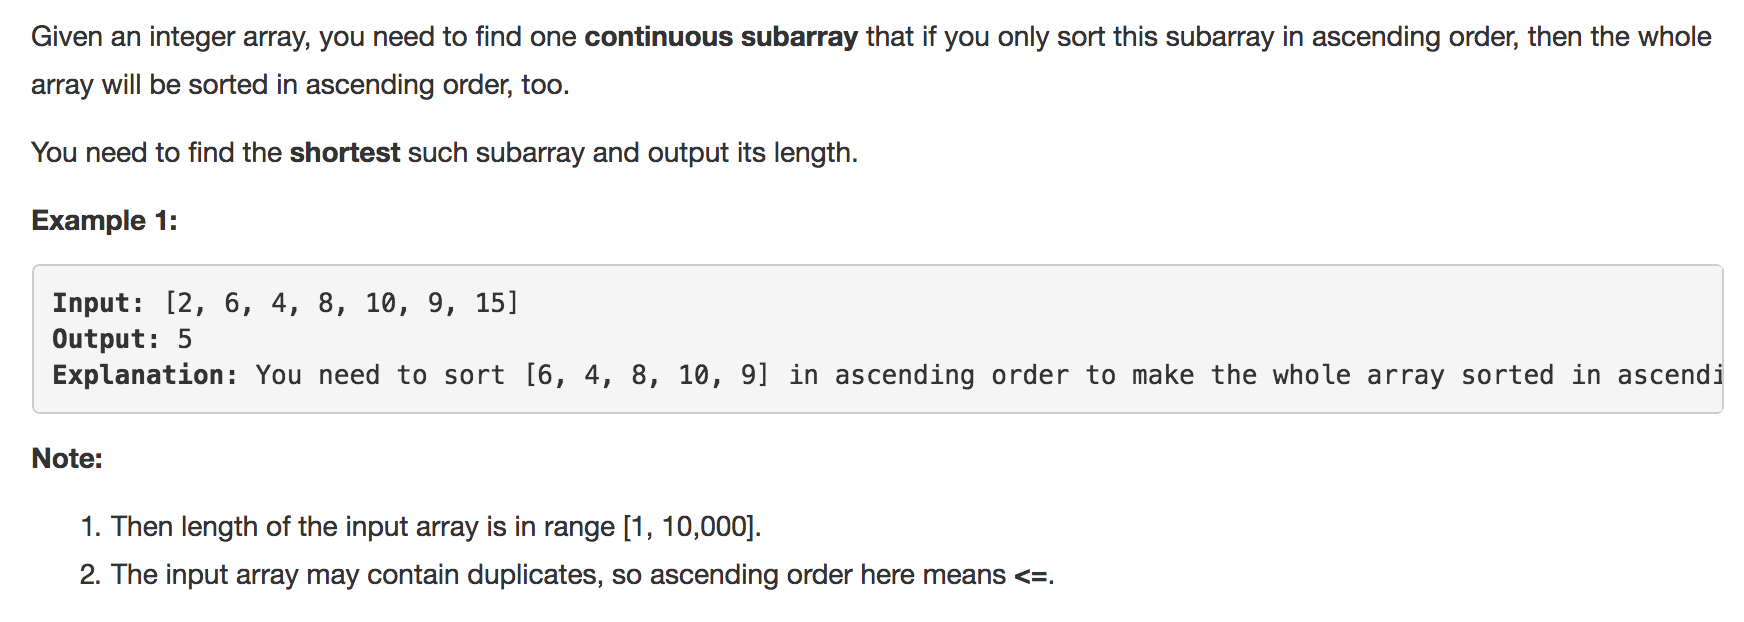 Given an integer array, you need to find one continuous subarray that if you only sort this subarray in ascending order, then the whole
array will be sorted in ascending order, too.
You need to find the shortest such subarray and output its length.
Example 1:
Input: [2, 6, 4, 8, 10, 9, 15]
Output: 5
Explanation: You need to sort [6, 4, 8, 10, 9] in ascending order to make the whole array sorted in ascendi
Note:
1. Then length of the input array is in range [1, 10,000].
2. The input array may contain duplicates, so ascending order here means <=.